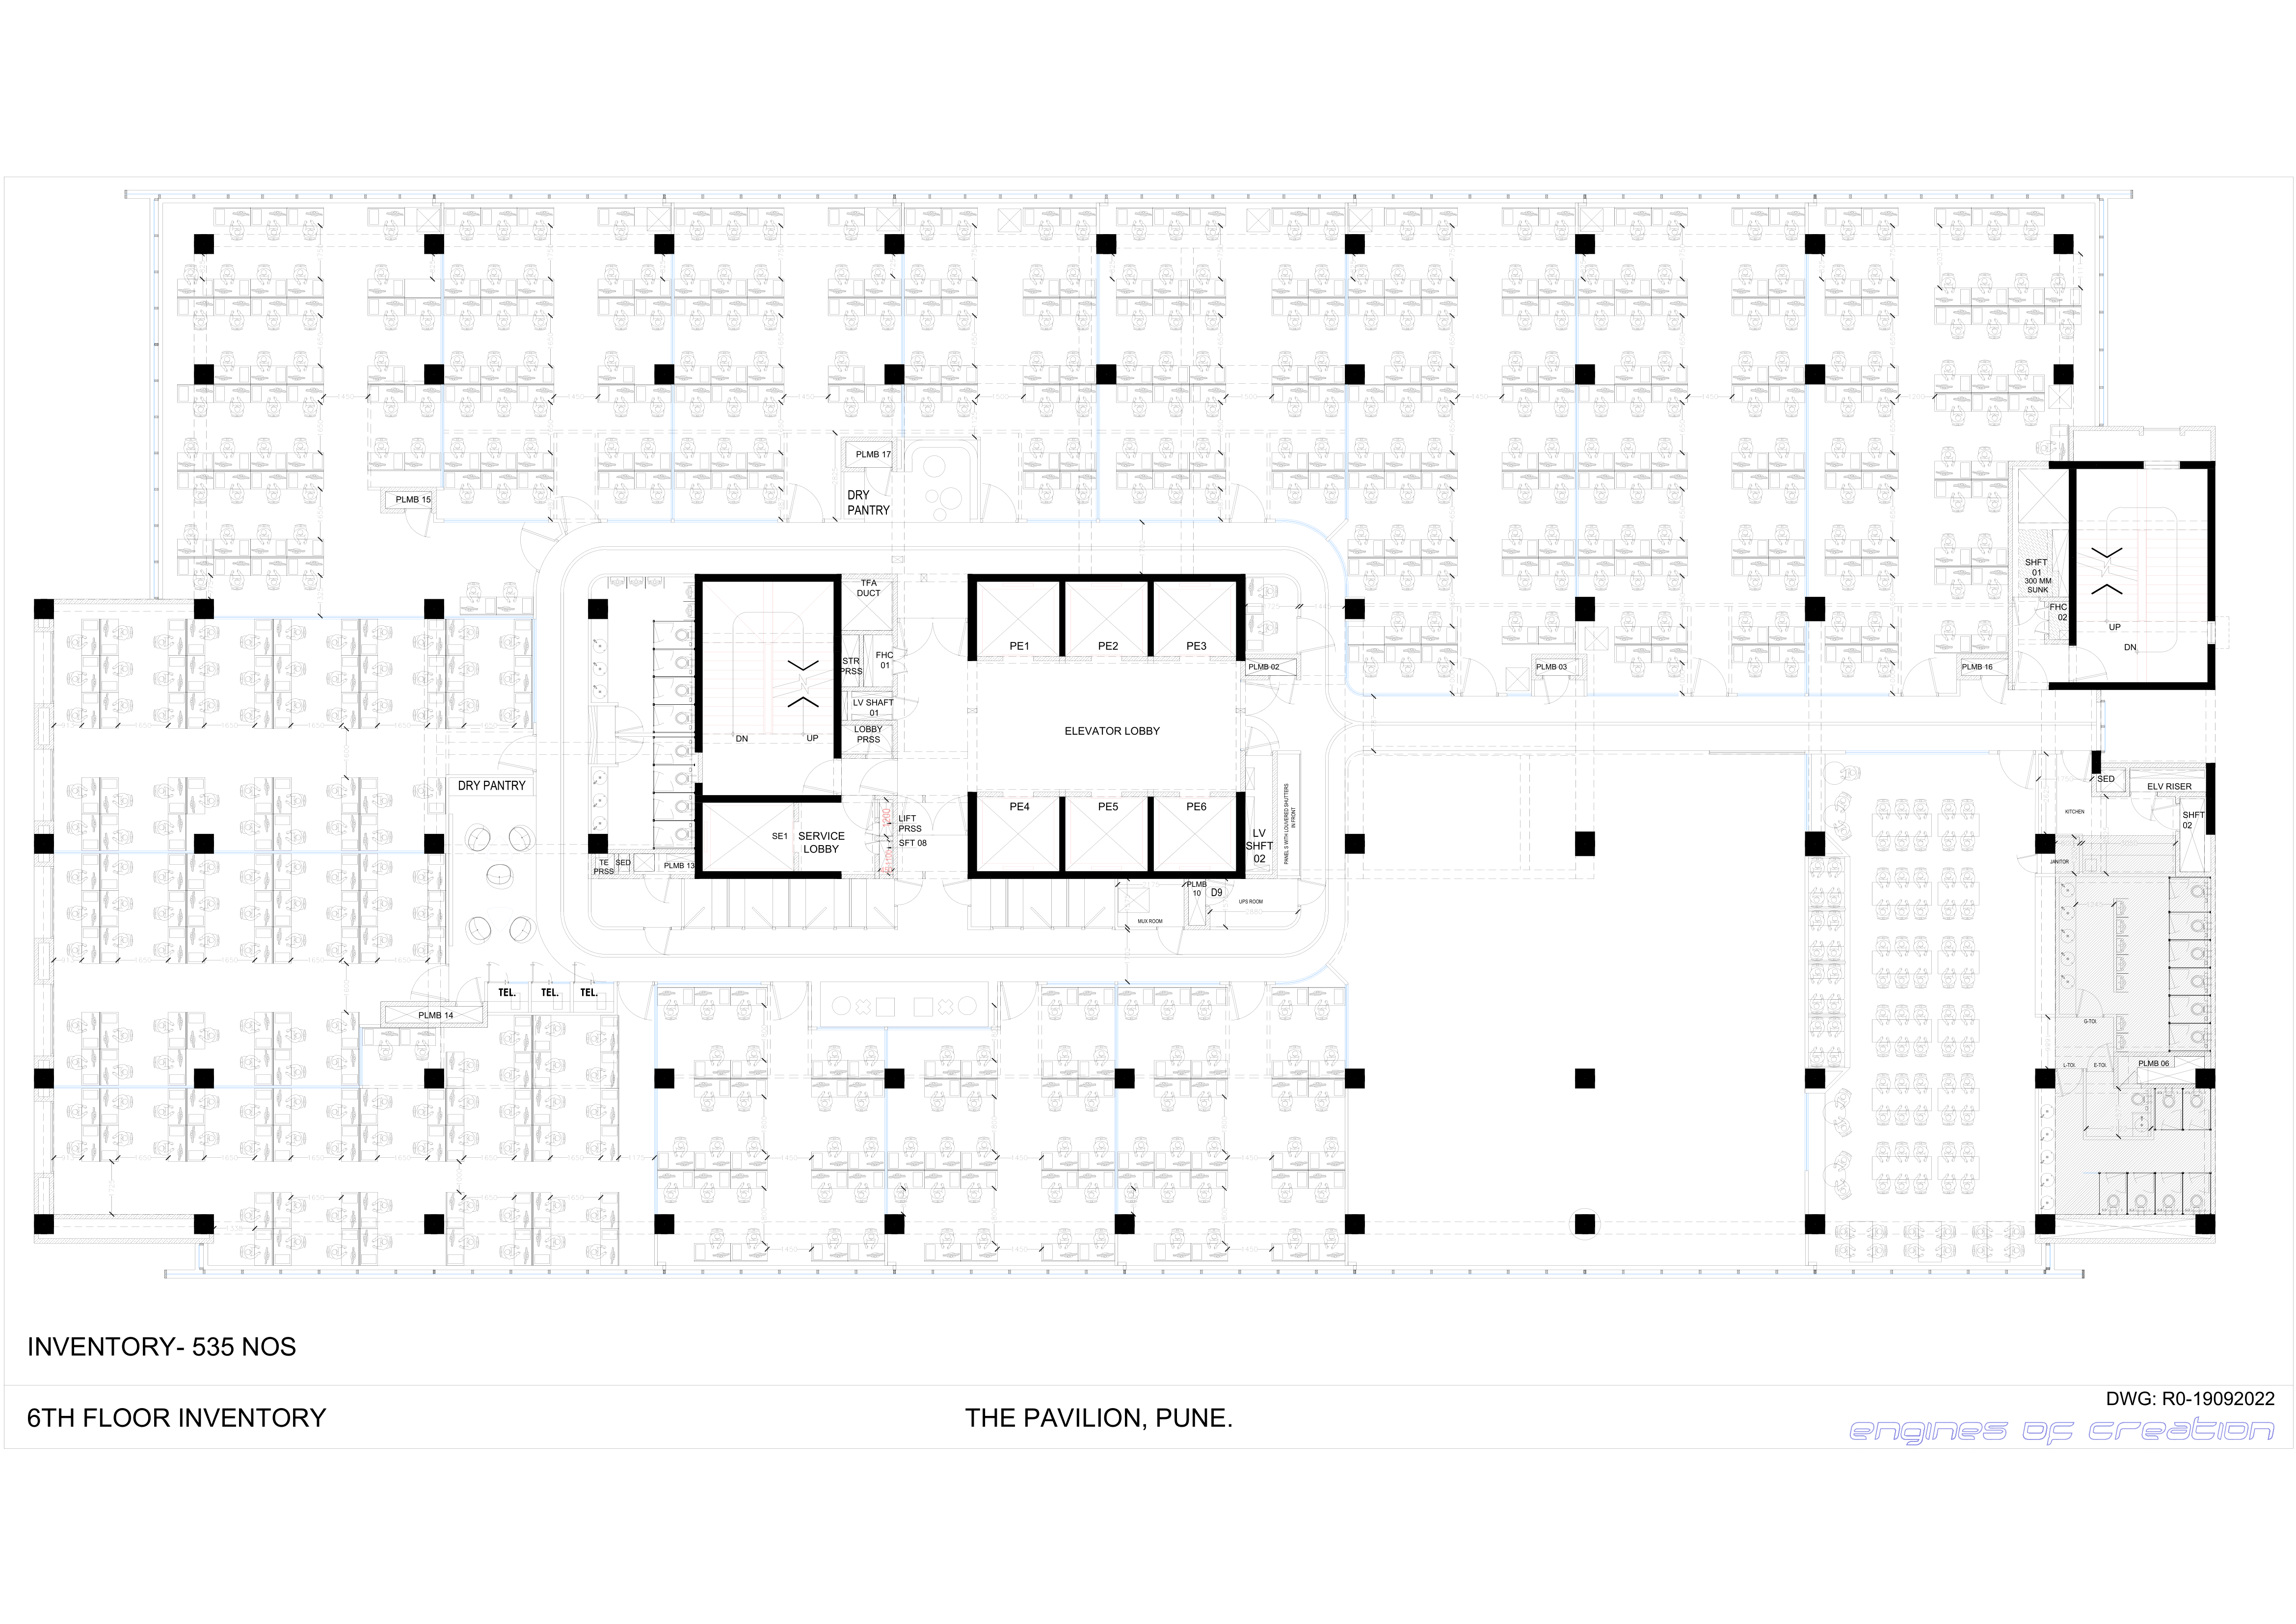 PLMB 17
PLMB 15
DRY
PANTRY
SHFT
01
300 MM
SUNK
FHC
02
UP
DN
TFA
DUCT
STR
PRSS
FHC
01
LV SHAFT
01
LOBBY
PRSS
DN
UP
PE1
PE2
PE3
PLMB 02
PLMB 03
PLMB 16
ELEVATOR LOBBY
DRY PANTRY
SE1
SERVICE
LOBBY
LIFT
PRSS
SFT 08
PE4
PE5
PE6
LV
SHFT
02
PANEL S WITH LOUVERED SHUTTERS
IN FRONT
SED
ELV RISER
KITCHEN
SHFT
02
JANITOR
TE
PRSS
SED
PLMB 13
PLMB
10
D9
UPS ROOM
MUX ROOM
TEL.
TEL.
TEL.
PLMB 14
G-TOI.
L-TOI.
E-TOI.
PLMB 06
INVENTORY- 535 NOS
6TH FLOOR INVENTORY
THE PAVILION, PUNE.
DWG: R0-19092022
engines of creation